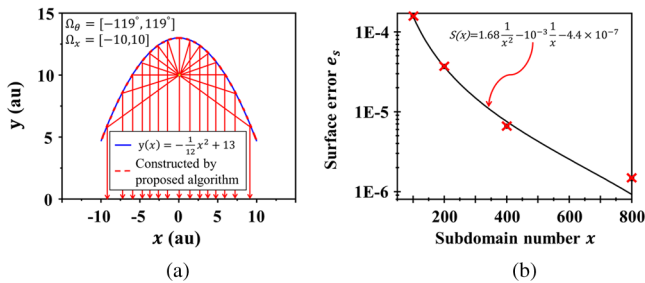 Ω_θ = [−119°, 119°]
Ω_x = [−10,10]
15
13
10
5
0
y (au)
-10
-5
0
5
10
x (au)
y(x) = −1/12 x² + 13
Constructed by
proposed algorithm
(a)
S(x)=1.68 1/x² −10⁻³ 1/x −4.4 × 10⁻⁷
1E-4
1E-5
1E-6
Surface error e_s
200
400
600
800
Subdomain number x
(b)